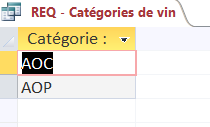 REQ - Catégories de vin
Catégorie :
AOC
AOP